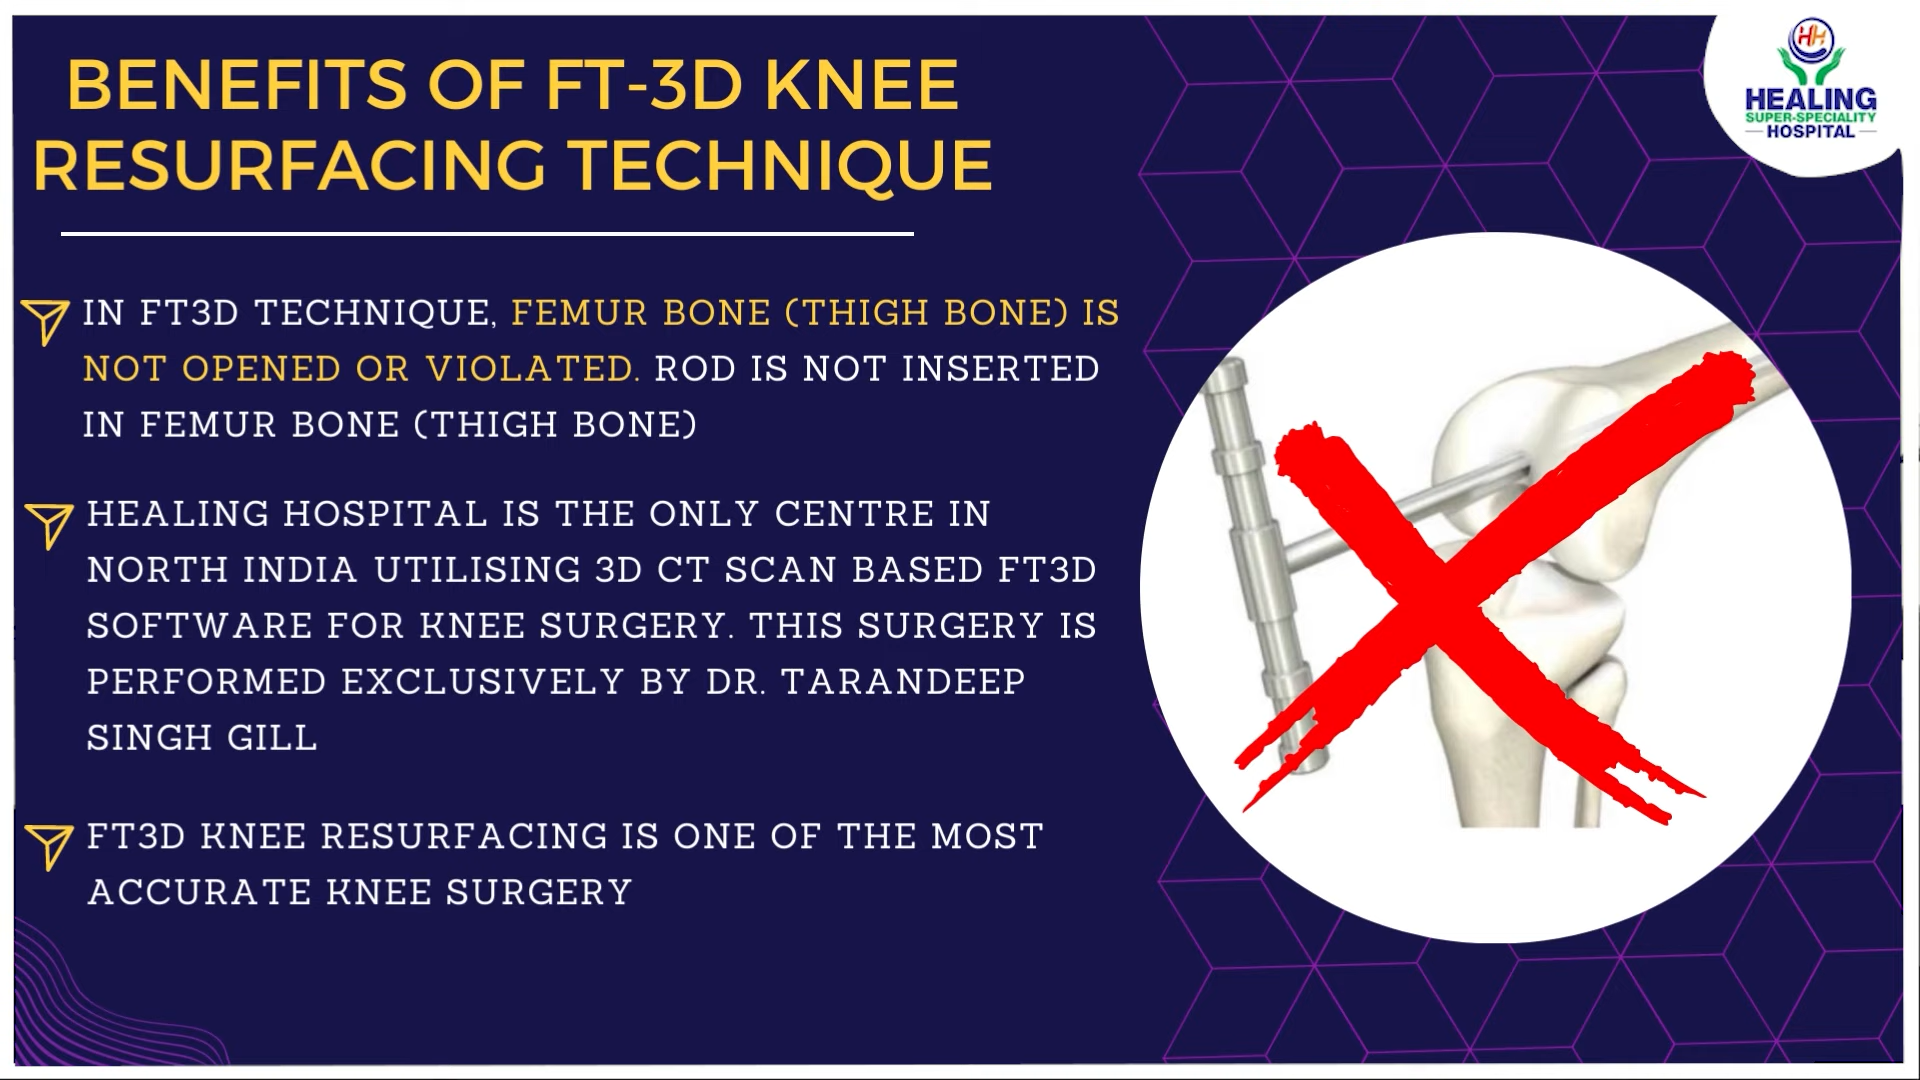 BENEFITS OF FT-3D KNEE
RESURFACING TECHNIQUE
HH
HEALING
SUPER-SPECIALITY
HOSPITAL
IN FT3D TECHNIQUE, FEMUR BONE (THIGH BONE) IS
NOT OPENED OR VIOLATED. ROD IS NOT INSERTED
IN FEMUR BONE (THIGH BONE)
HEALING HOSPITAL IS THE ONLY CENTRE IN
NORTH INDIA UTILISING 3D CT SCAN BASED FT3D
SOFTWARE FOR KNEE SURGERY. THIS SURGERY IS
PERFORMED EXCLUSIVELY BY DR. TARANDEEP
SINGH GILL
FT3D KNEE RESURFACING IS ONE OF THE MOST
ACCURATE KNEE SURGERY